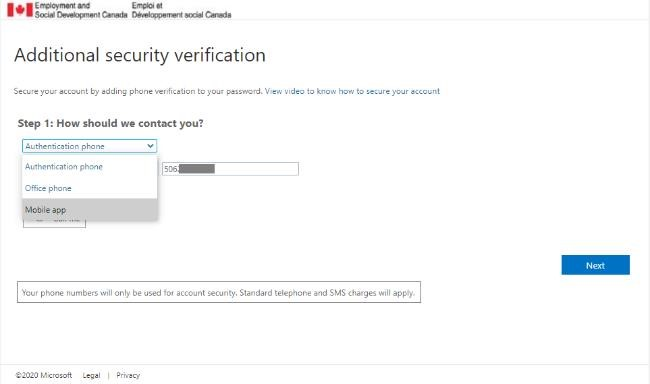 Employment and Emploi et
Social Development Canada Développement social Canada
Additional security verification
Secure your account by adding phone verification to your password. View video to know how to secure your account
Step 1: How should we contact you?
Authentication phone
Authentication phone
506
Office phone
Mobile app
Next
Your phone numbers will only be used for account security. Standard telephone and SMS charges will apply.
©2020 Microsoft Legal | Privacy